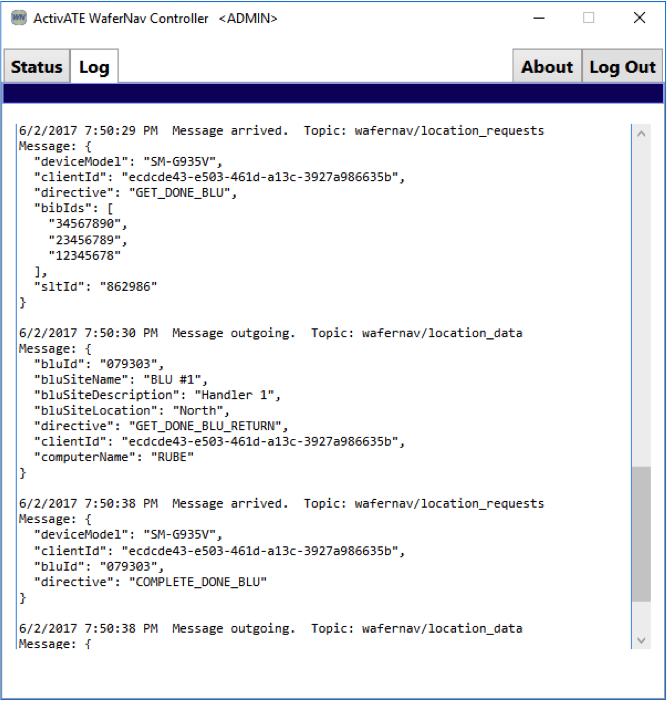 WN ActivATE WaferNav Controller <ADMIN>
Status Log About Log Out
6/2/2017 7:50:29 PM  Message arrived.  Topic: wafernav/location_requests
Message: {
  "deviceModel": "SM-G935V",
  "clientId": "ecdcde43-e503-461d-a13c-3927a986635b",
  "directive": "GET_DONE_BLU",
  "bibIds": [
    "34567890",
    "23456789",
    "12345678"
  ],
  "sltId": "862986"
}
6/2/2017 7:50:30 PM  Message outgoing.  Topic: wafernav/location_data
Message: {
  "bluId": "079303",
  "bluSiteName": "BLU #1",
  "bluSiteDescription": "Handler 1",
  "bluSiteLocation": "North",
  "directive": "GET_DONE_BLU_RETURN",
  "clientId": "ecdcde43-e503-461d-a13c-3927a986635b",
  "computerName": "RUBE"
}
6/2/2017 7:50:38 PM  Message arrived.  Topic: wafernav/location_requests
Message: {
  "deviceModel": "SM-G935V",
  "clientId": "ecdcde43-e503-461d-a13c-3927a986635b",
  "bluId": "079303",
  "directive": "COMPLETE_DONE_BLU"
}
6/2/2017 7:50:38 PM  Message outgoing.  Topic: wafernav/location_data
Message: {